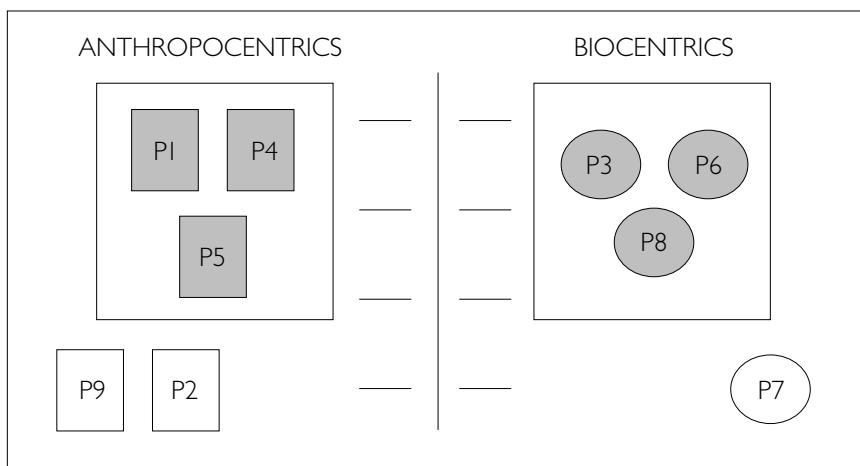 ANTHROPOCENTRICS BIOCENTRICS
P1 P4 P3 P6
P5 P8
P9 P2 P7